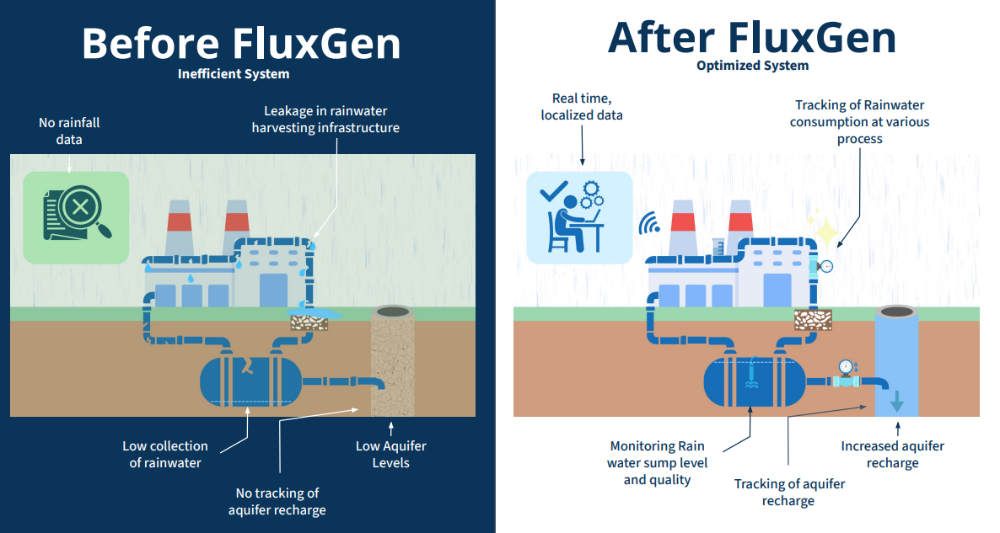 Before FluxGen
Inefficient System
No rainfall
data
Leakage in rainwater
harvesting infrastructure
Low collection
of rainwater
No tracking of
aquifer recharge
Low Aquifer
Levels
After FluxGen
Optimized System
Real time,
localized data
Tracking of Rainwater
consumption at various
process
Monitoring Rain
water sump level
and quality
Tracking of aquifer
recharge
Increased aquifer
recharge